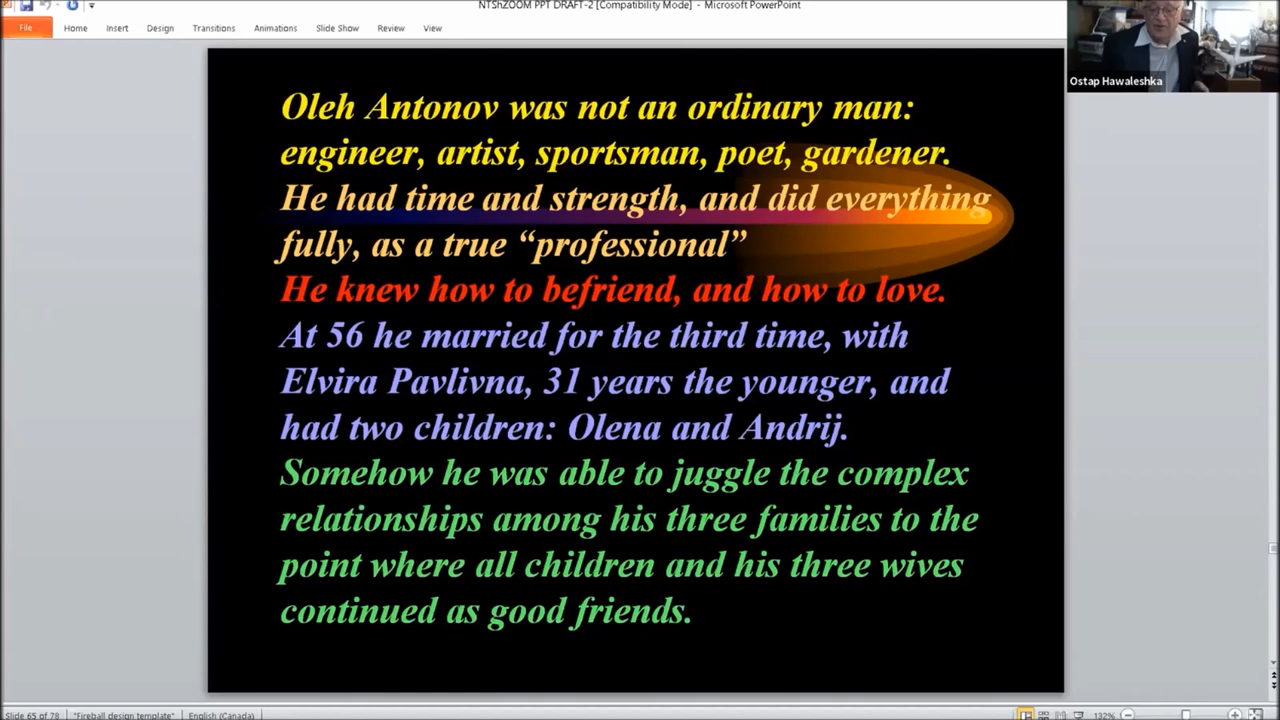 NTShZOOM PPT DRAFT-2 [Compatibility Mode] - Microsoft PowerPoint
File Home Insert Design Transitions Animations Slide Show Review View
Ostap Hawaleshka
Oleh Antonov was not an ordinary man:
engineer, artist, sportsman, poet, gardener.
He had time and strength, and did everything
fully, as a true “professional”
He knew how to befriend, and how to love.
At 56 he married for the third time, with
Elvira Pavlivna, 31 years the younger, and
had two children: Olena and Andrij.
Somehow he was able to juggle the complex
relationships among his three families to the
point where all children and his three wives
continued as good friends.
Slide 65 of 78 "Fireball design template" English (Canada) 132%